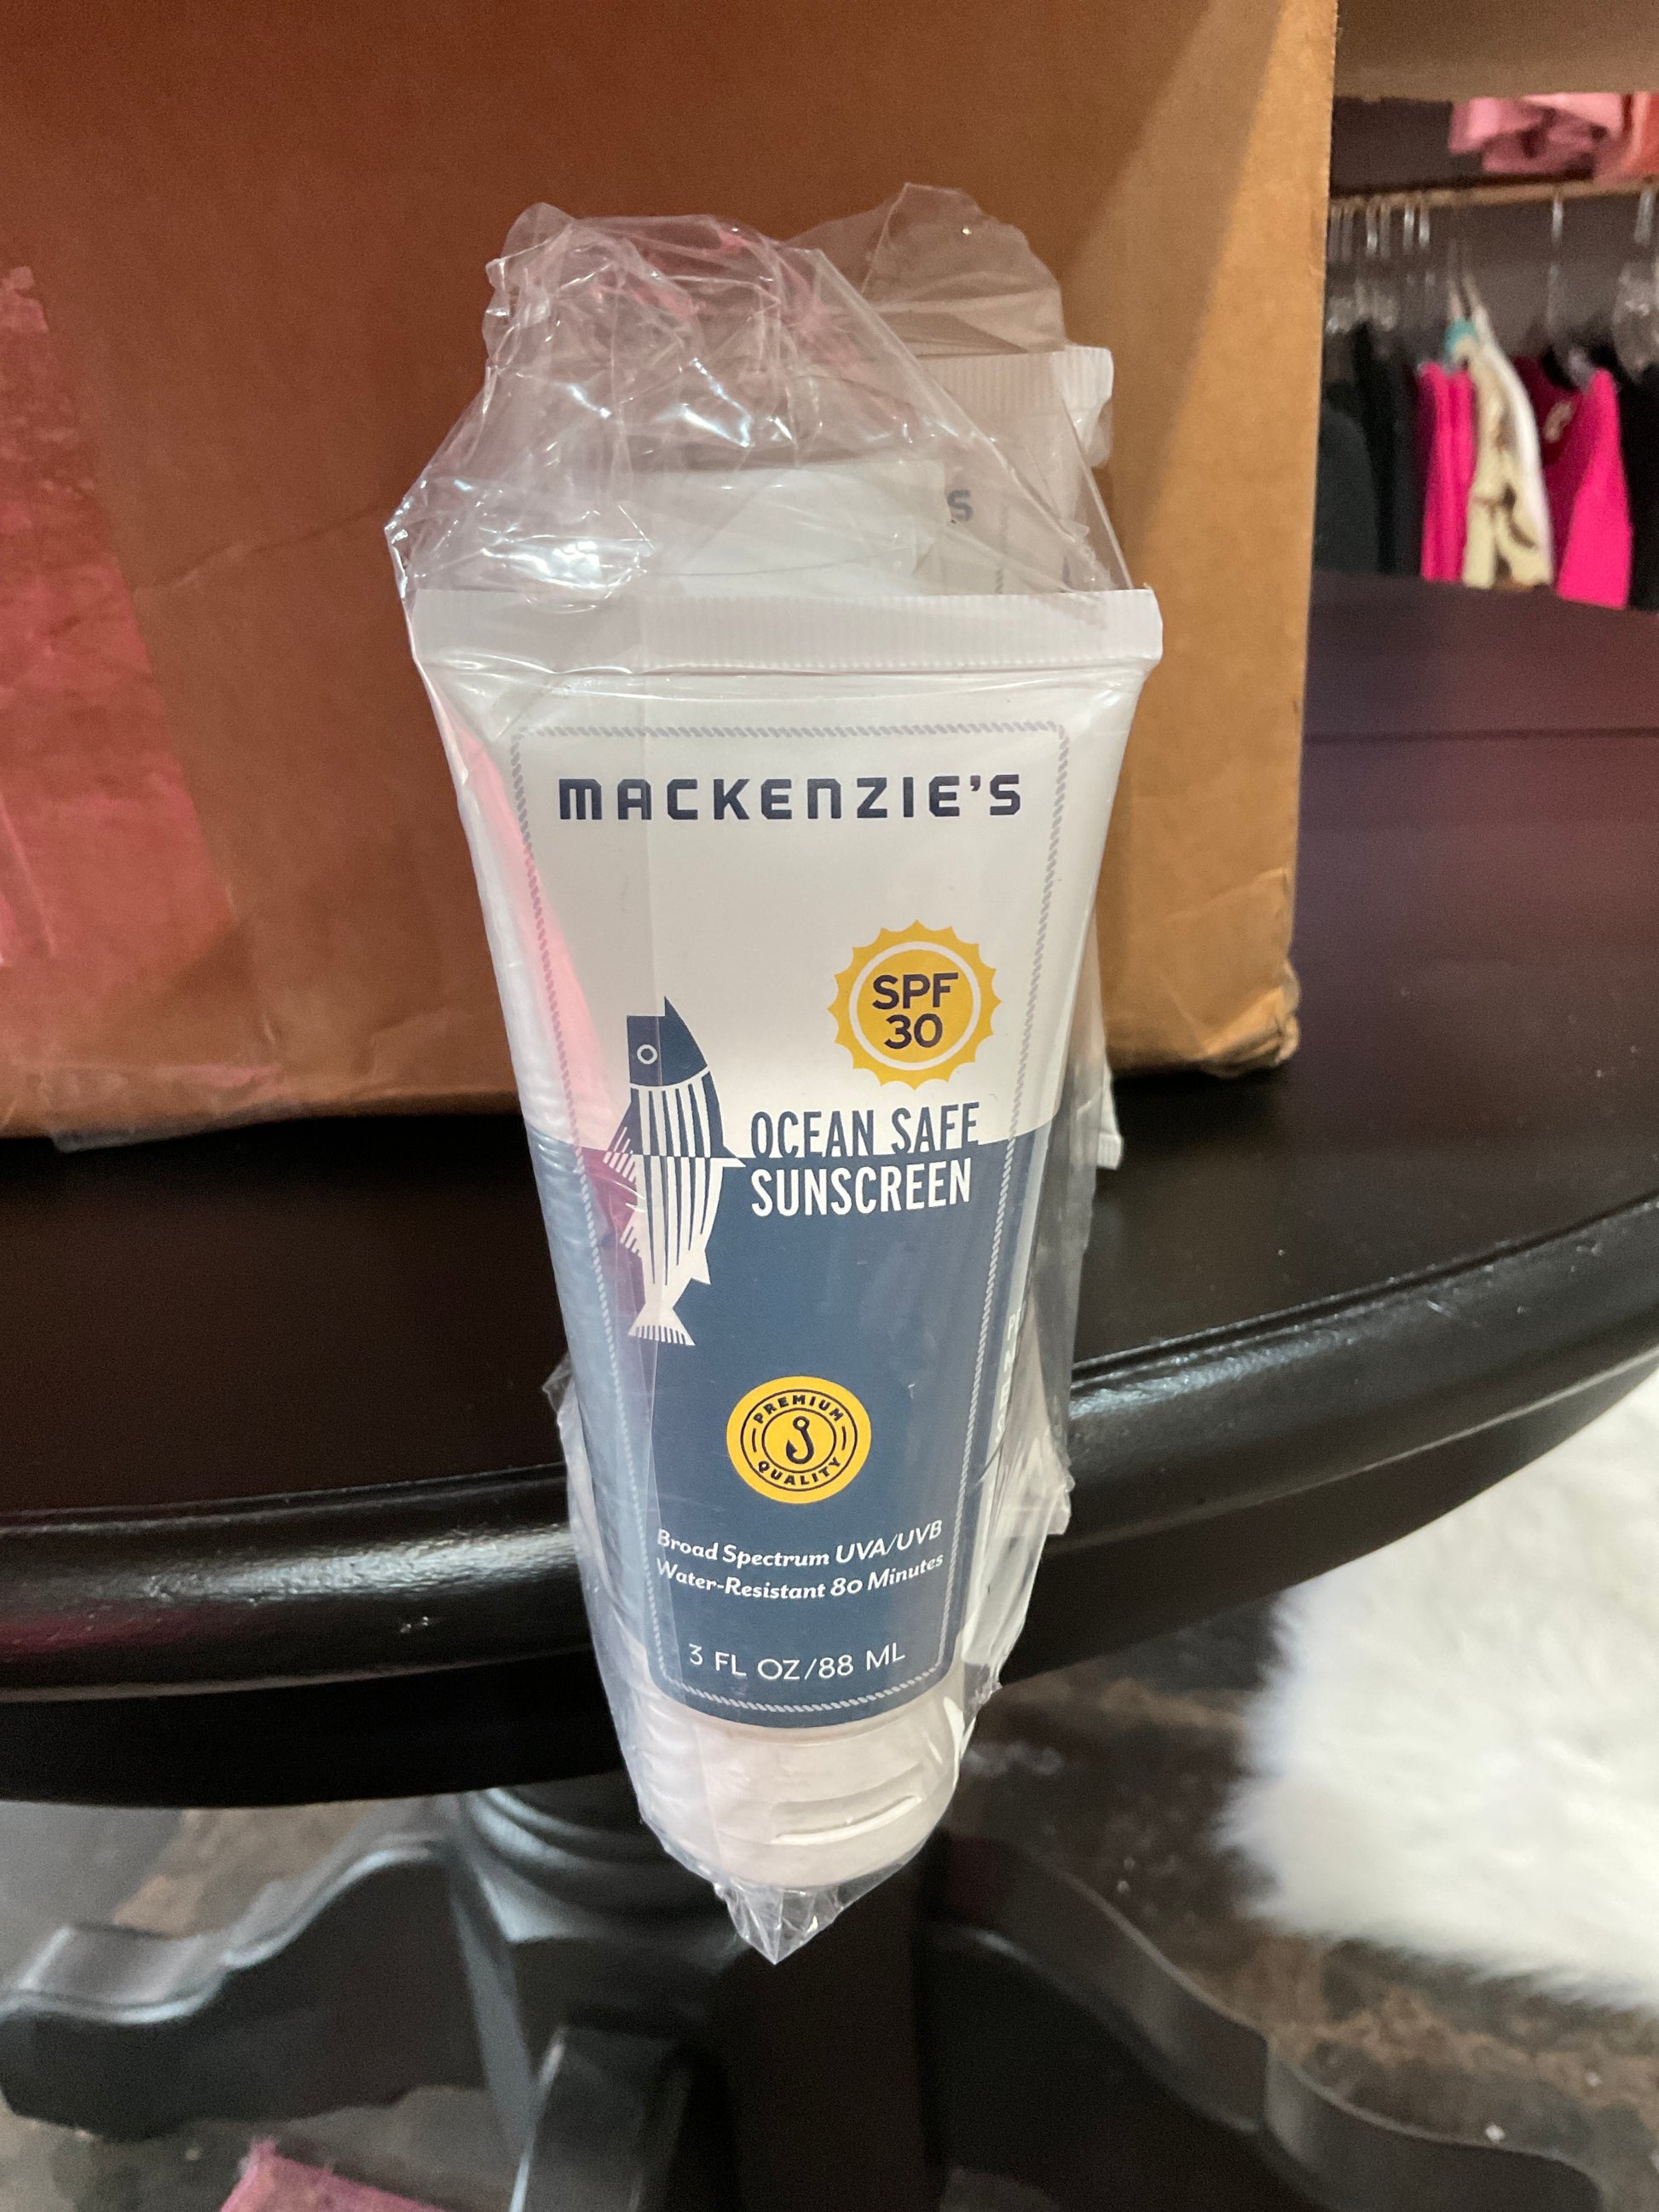 S
MACKENZIE'S
SPF
30
OCEAN SAFE
SUNSCREEN
PREMIUM
QUALITY
Broad Spectrum UVA/UVB
Water-Resistant 80 Minutes
3 FL OZ/88 ML